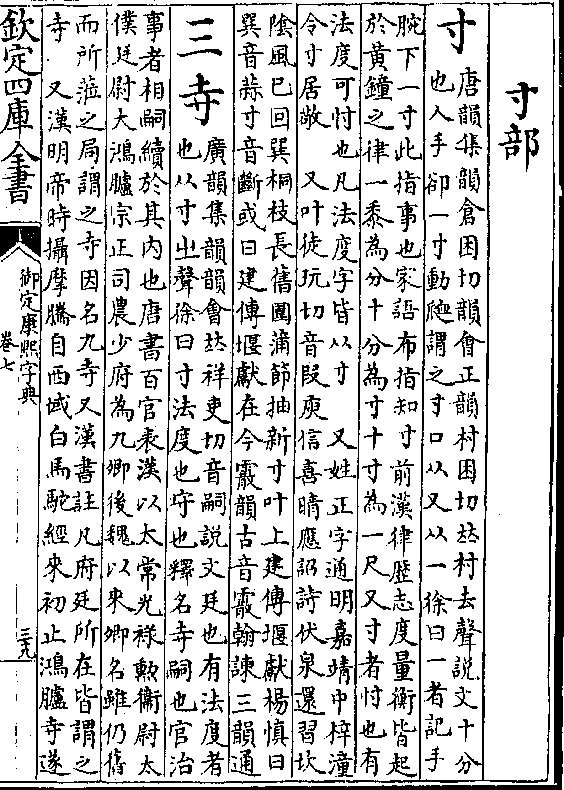 寸部
寸 唐韻集韻倉困切韻會正韻村困切𠀤村去聲說文十分
也人手卻一寸動𧖴謂之寸口从又从一徐曰一者記手
腕下一寸此指事也家語布指知寸前漢律歴志度量衡皆起
於黄鐘之律一黍為分十分為寸十寸為一尺又寸者忖也有
法度可忖也凡法度字皆从寸　又姓正字通明嘉靖中梓潼
令寸居敬　又叶徒玩切音段庾信喜晴應詔詩伏泉還習坎
陰風已回巽桐枝長舊圍蒲節抽新寸叶上建傳堰獻楊慎曰
巽音蒜寸音斷或曰建傳堰獻在今霰韻古音霰翰諫三韻通
三寺 廣韻集韻韻會𠀤祥吏切音嗣說文廷也有法度者
也从寸㞢聲徐曰寸法度也守也釋名寺嗣也官治
事者相嗣續於其内也唐書百官表漢以太常光祿勲衛尉太
僕廷尉大鴻臚宗正司農少府為九卿後魏以来卿名雖仍舊
而所蒞之局謂之寺因名九寺又漢書註凡府廷所在皆謂之
寺　又漢明帝時攝摩騰自西域白馬駝經來初止鴻臚寺遂
欽定四庫全書
御定康熙字典
卷七
三九